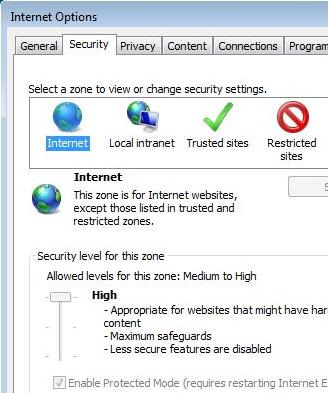 Internet Options
General Security Privacy Content Connections Program
Select a zone to view or change security settings.
Internet Local intranet Trusted sites Restricted
sites
Internet
This zone is for Internet websites,
except those listed in trusted and
restricted zones.
S
Security level for this zone
Allowed levels for this zone: Medium to High
High
- Appropriate for websites that might have har
content
- Maximum safeguards
- Less secure features are disabled
Enable Protected Mode (requires restarting Internet E